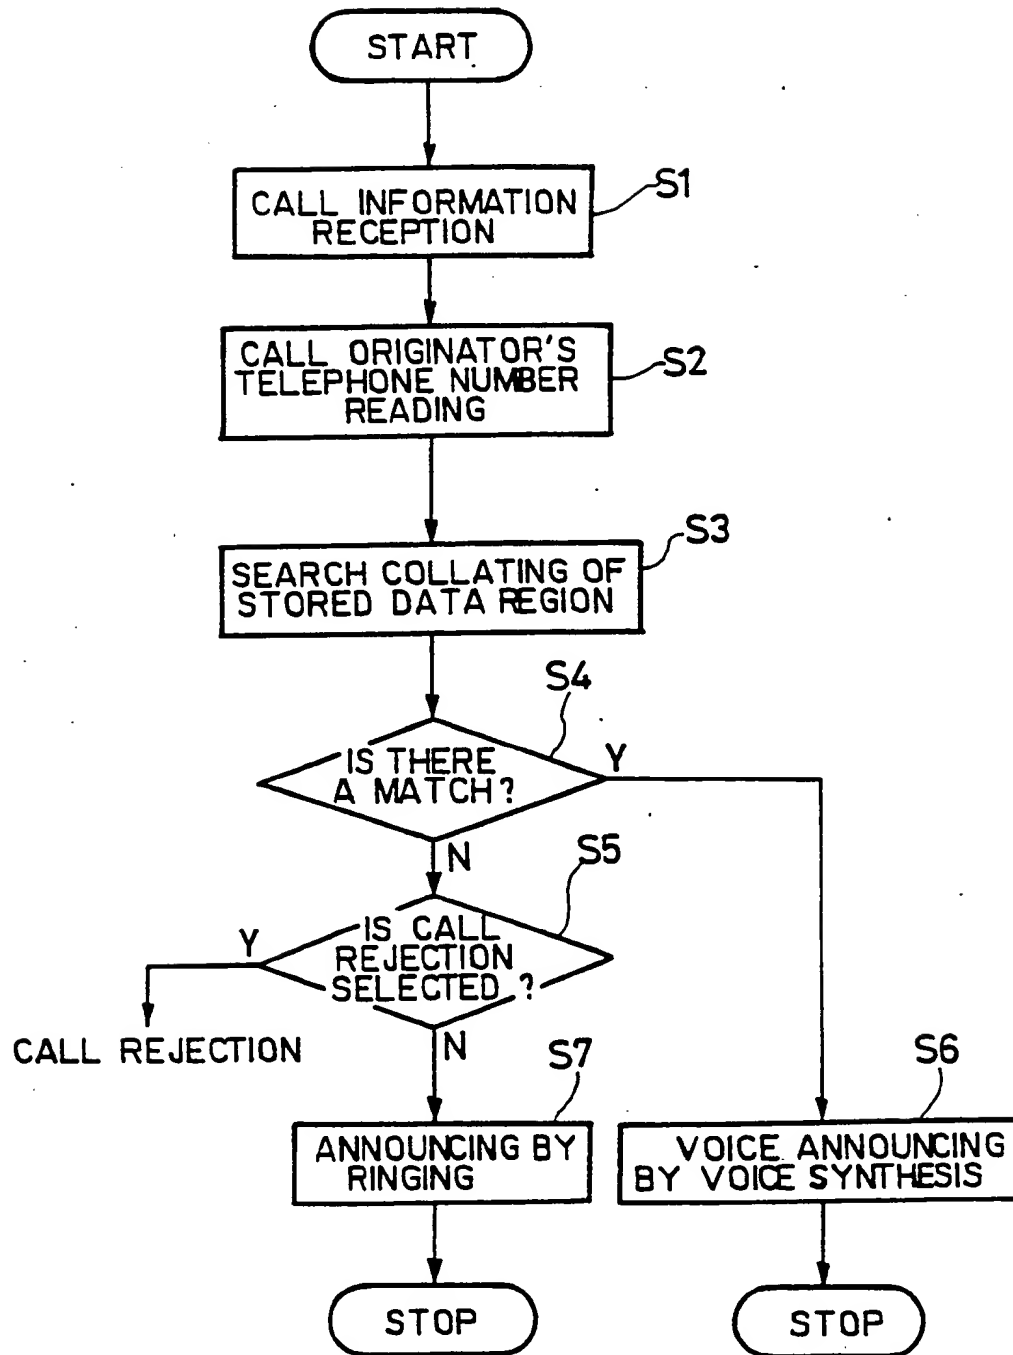 START
CALL INFORMATION
RECEPTION
S1
CALL ORIGINATOR'S
TELEPHONE NUMBER
READING
S2
SEARCH COLLATING OF
STORED DATA REGION
S3
S4
IS THERE
A MATCH?
Y
N
S5
IS CALL
REJECTION
SELECTED ?
Y
N
CALL REJECTION
S7
ANNOUNCING BY
RINGING
S6
VOICE ANNOUNCING
BY VOICE SYNTHESIS
STOP
STOP